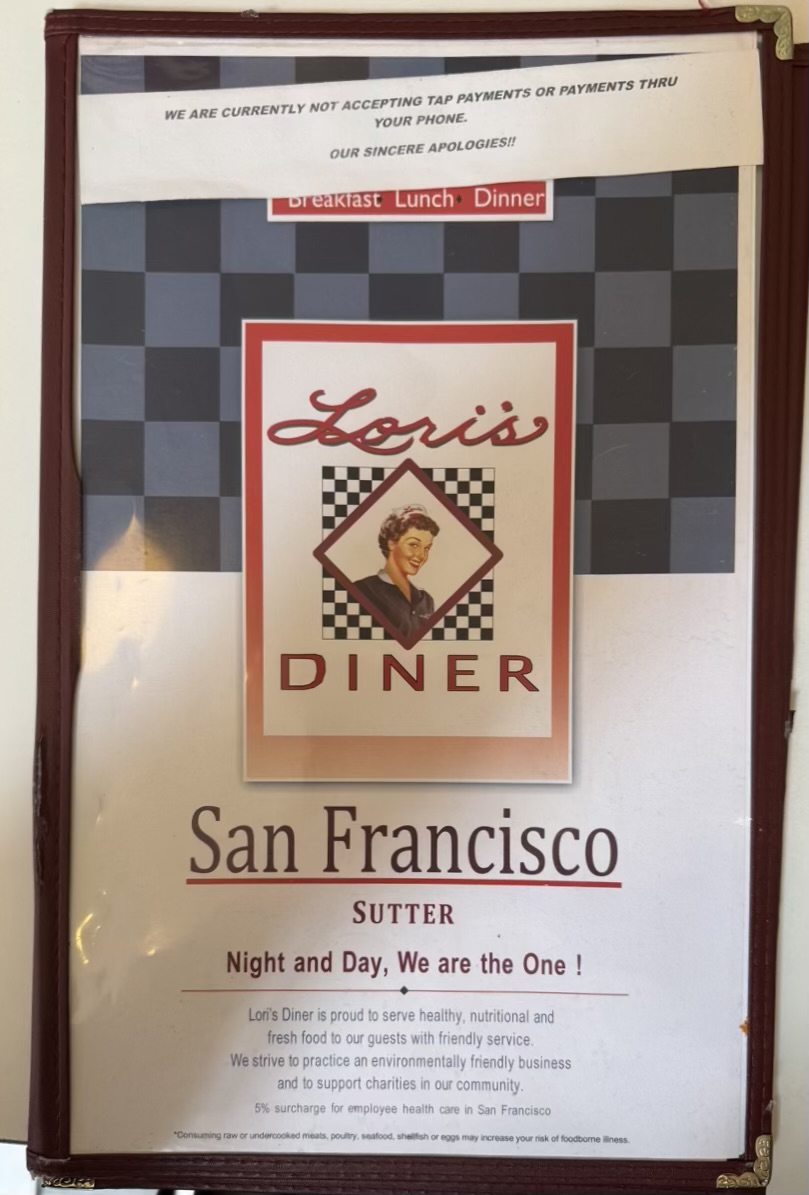 WE ARE CURRENTLY NOT ACCEPTING TAP PAYMENTS OR PAYMENTS THRU
YOUR PHONE.
OUR SINCERE APOLOGIES!!
Breakfast Lunch Dinner
Lori's
DINER
San Francisco
SUTTER
Night and Day, We are the One !
Lori's Diner is proud to serve healthy, nutritional and
fresh food to our guests with friendly service.
We strive to practice an environmentally friendly business
and to support charities in our community.
5% surcharge for employee health care in San Francisco
*Consuming raw or undercooked meats, poultry, seafood, shellfish or eggs may increase your risk of foodborne illness.